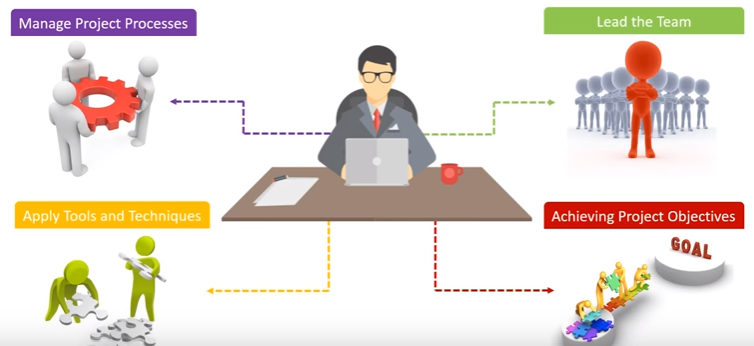 Manage Project Processes
Lead the Team
Apply Tools and Techniques
Achieving Project Objectives
GOAL